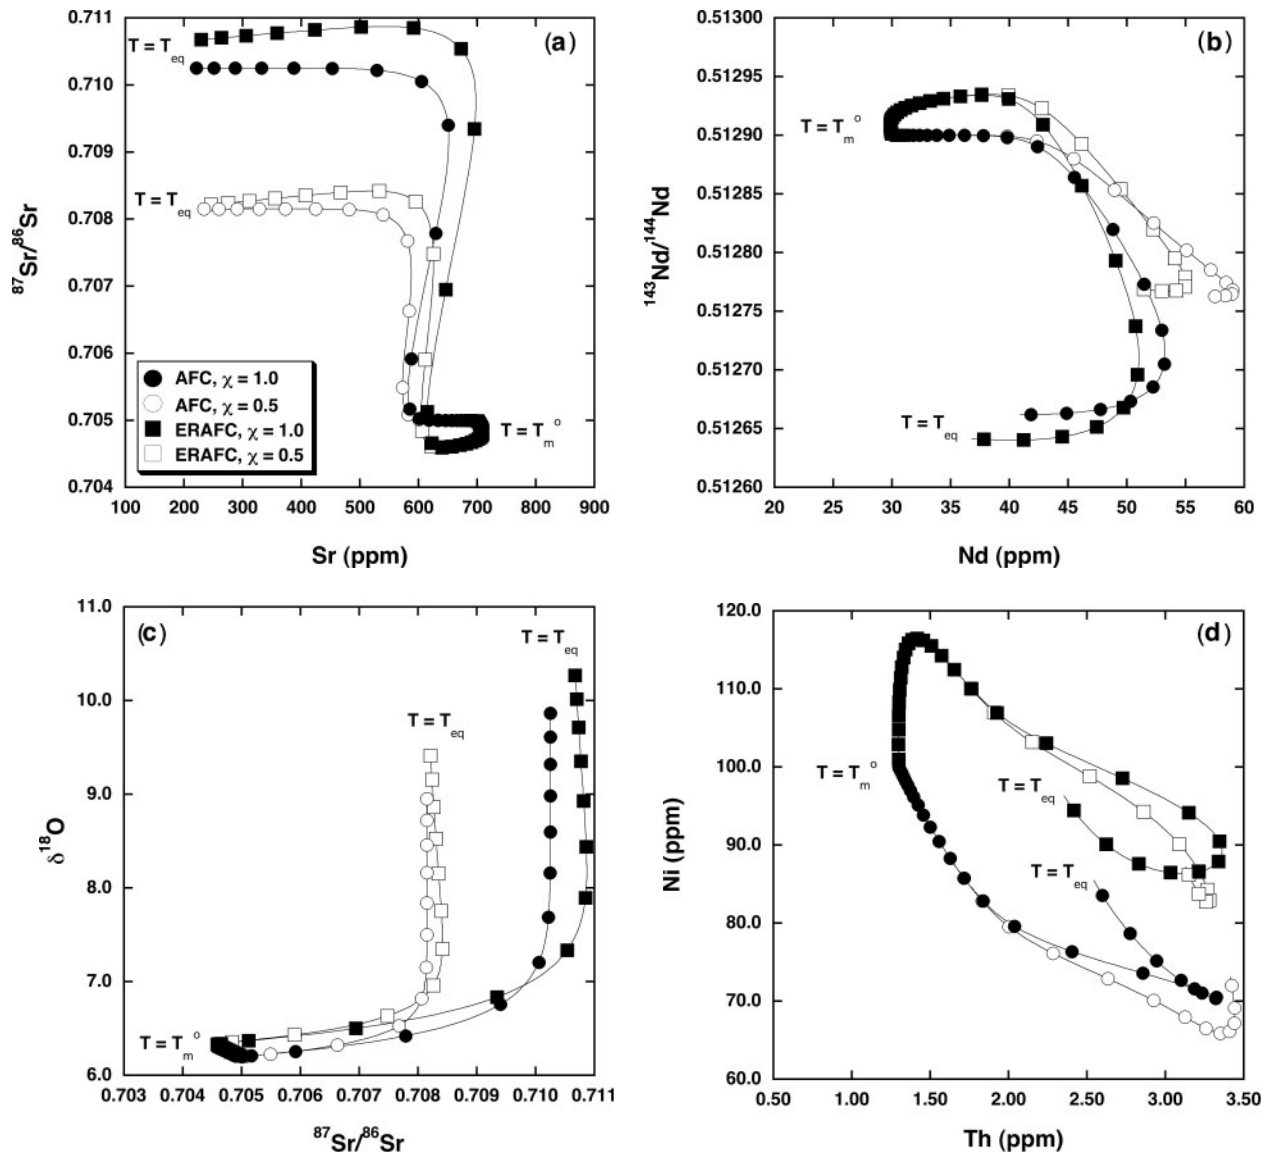 (a)
T = Teq
T = Teq
T = Tm°
87Sr/86Sr
0.711
0.710
0.709
0.708
0.707
0.706
0.705
0.704
AFC, χ = 1.0
AFC, χ = 0.5
ERAFC, χ = 1.0
ERAFC, χ = 0.5
100 200 300 400 500 600 700 800 900
Sr (ppm)
(b)
T = Tm°
T = Teq
143Nd/144Nd
0.51300
0.51295
0.51290
0.51285
0.51280
0.51275
0.51270
0.51265
0.51260
20 25 30 35 40 45 50 55 60
Nd (ppm)
(c)
T = Teq
T = Teq
T = Tm°
δ18O
11.0
10.0
9.0
8.0
7.0
6.0
0.703 0.704 0.705 0.706 0.707 0.708 0.709 0.710 0.711
87Sr/86Sr
(d)
T = Tm°
T = Teq
T = Teq
Ni (ppm)
120.0
110.0
100.0
90.0
80.0
70.0
60.0
0.50 1.00 1.50 2.00 2.50 3.00 3.50
Th (ppm)